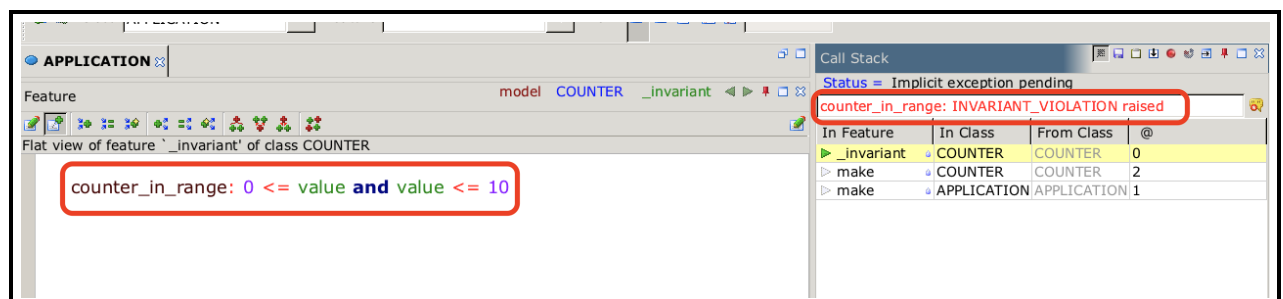 APPLICATION
Feature
model COUNTER _invariant
Flat view of feature `_invariant' of class COUNTER
counter_in_range: 0 <= value and value <= 10
Call Stack
Status = Implicit exception pending
counter_in_range: INVARIANT_VIOLATION raised
In Feature In Class From Class @
_invariant COUNTER COUNTER 0
make COUNTER COUNTER 2
make APPLICATION APPLICATION 1